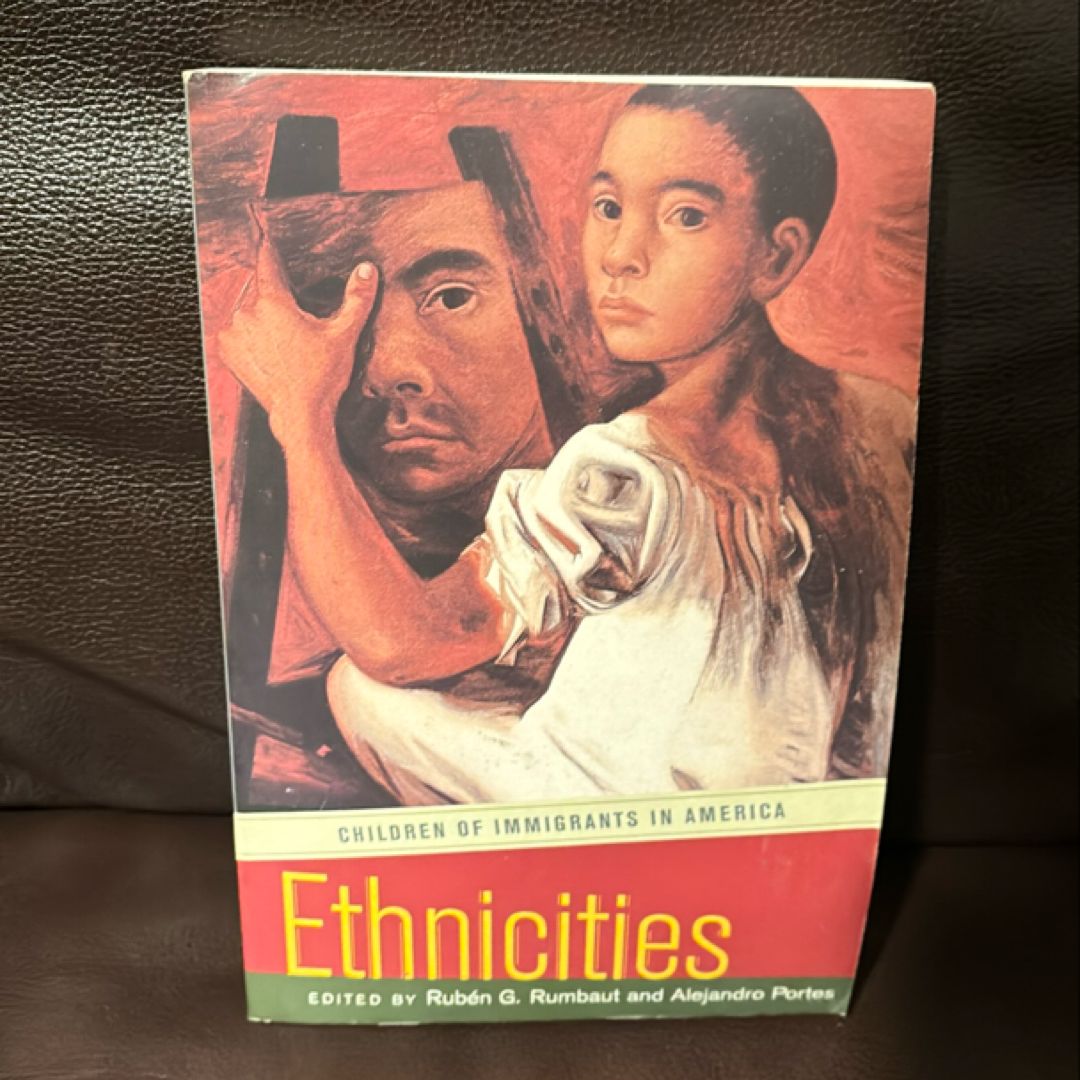 CHILDREN OF IMMIGRANTS IN AMERICA
Ethnicities
EDITED BY Rubén G. Rumbaut and Alejandro Portes